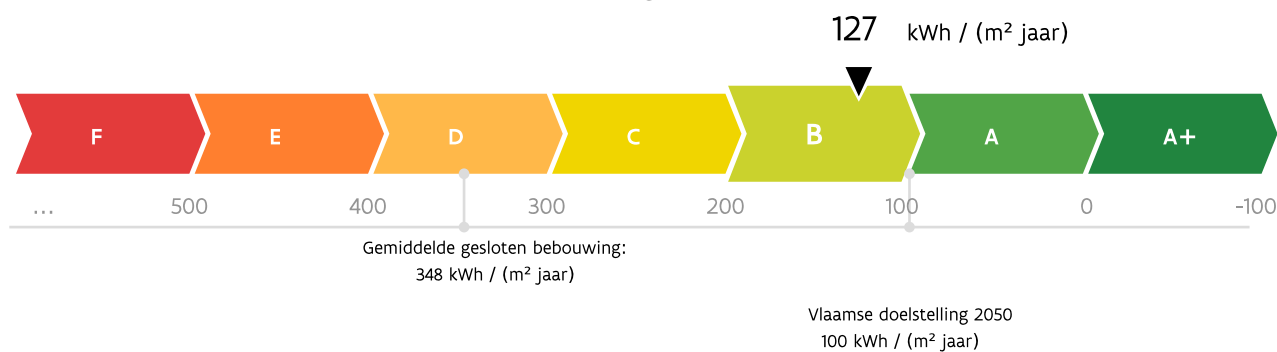 127 kWh / (m² jaar)
F E D C B A A+
... 500 400 300 200 100 0 -100
Gemiddelde gesloten bebouwing:
348 kWh / (m² jaar)
Vlaamse doelstelling 2050
100 kWh / (m² jaar)